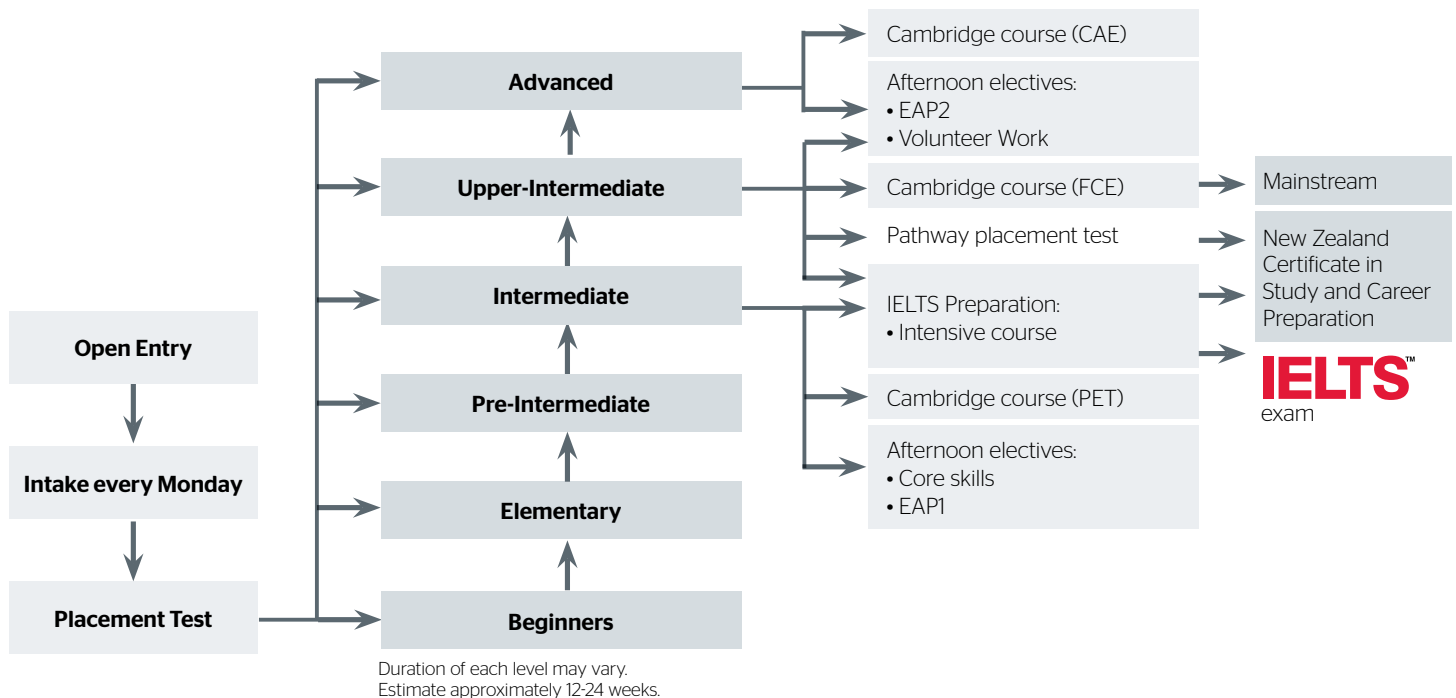 Open Entry
Intake every Monday
Placement Test
Advanced
Upper-Intermediate
Intermediate
Pre-Intermediate
Elementary
Beginners
Duration of each level may vary.
Estimate approximately 12-24 weeks.
Cambridge course (CAE)
Afternoon electives:
• EAP2
• Volunteer Work
Cambridge course (FCE)
Pathway placement test
IELTS Preparation:
• Intensive course
Cambridge course (PET)
Afternoon electives:
• Core skills
• EAP1
Mainstream
New Zealand
Certificate in
Study and Career
Preparation
IELTS™
exam